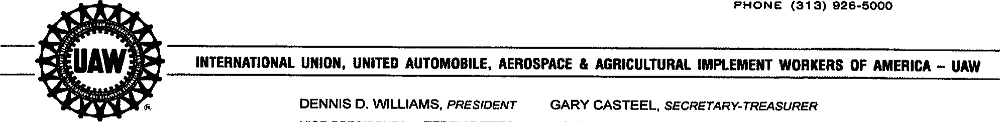 PHONE (313) 926-5000
UAW
INTERNATIONAL UNION, UNITED AUTOMOBILE, AEROSPACE & AGRICULTURAL IMPLEMENT WORKERS OF AMERICA – UAW
®
DENNIS D. WILLIAMS, PRESIDENT GARY CASTEEL, SECRETARY-TREASURER